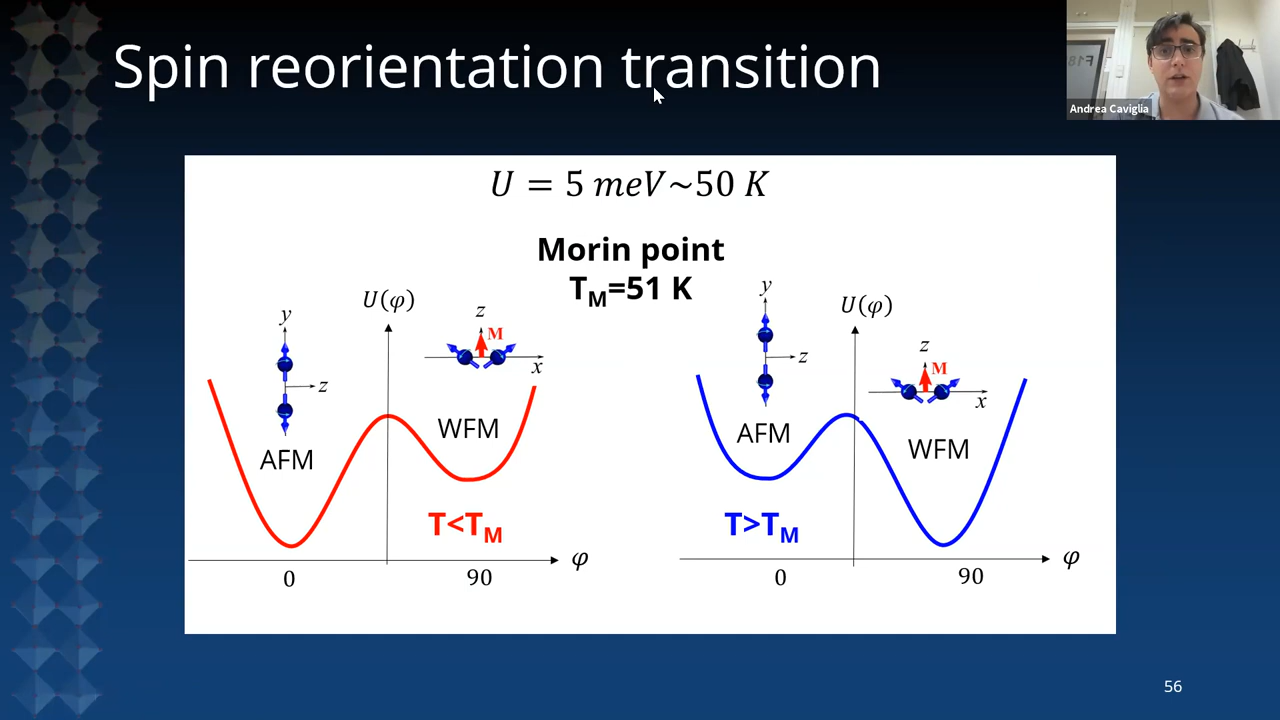 Spin reorientation transition
Andrea Caviglia
U = 5 meV~50 K
Morin point
T_M=51 K
y
U(φ)
z
M
z
x
AFM
WFM
T<T_M
φ
0
90
y
U(φ)
z
z
M
x
AFM
WFM
T>T_M
φ
0
90
56